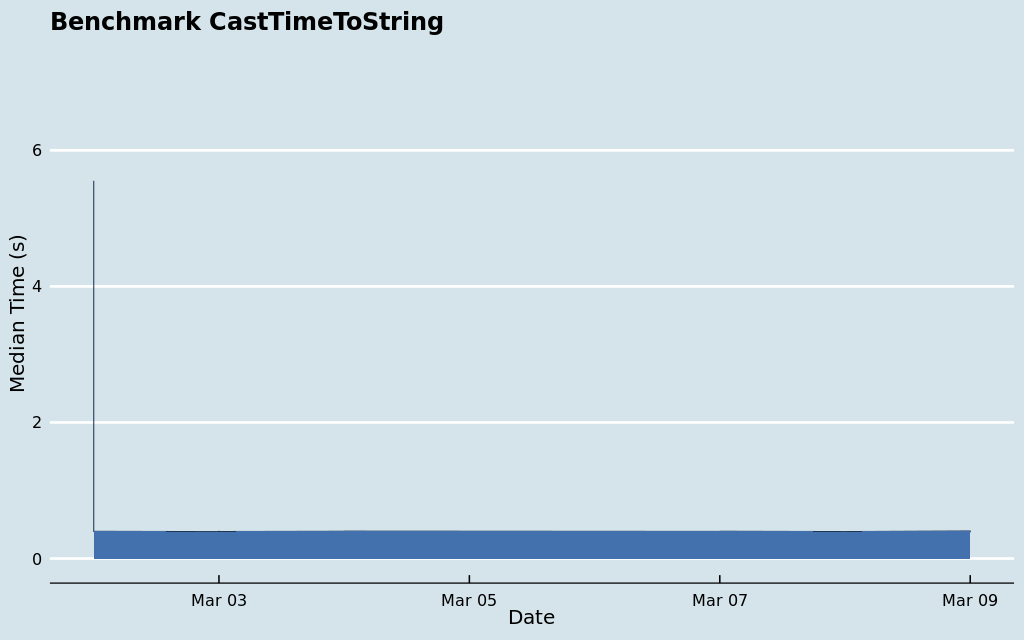 Benchmark CastTimeToString
6
4
2
0
Median Time (s)
Mar 03
Mar 05
Mar 07
Mar 09
Date